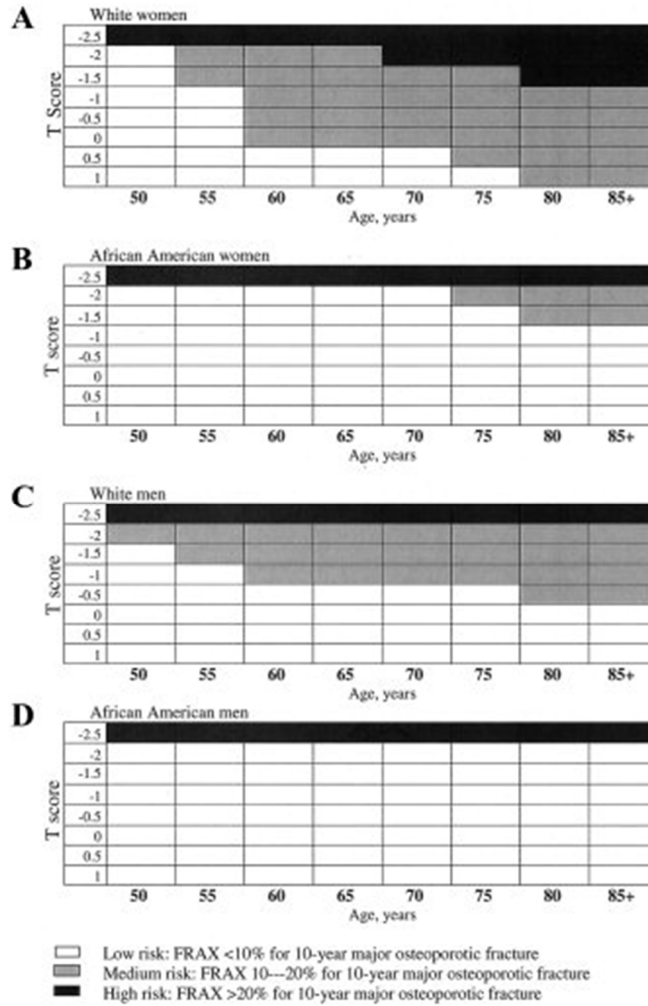 A
White women
T Score
-2.5
-2
-1.5
-1
-0.5
0
0.5
1
50 55 60 65 70 75 80 85+
Age, years
B
African American women
T score
-2.5
-2
-1.5
-1
-0.5
0
0.5
1
50 55 60 65 70 75 80 85+
Age, years
C
White men
T score
-2.5
-2
-1.5
-1
-0.5
0
0.5
1
50 55 60 65 70 75 80 85+
Age, years
D
African American men
T score
-2.5
-2
-1.5
-1
-0.5
0
0.5
1
50 55 60 65 70 75 80 85+
Age, years
Low risk: FRAX <10% for 10-year major osteoporotic fracture
Medium risk: FRAX 10---20% for 10-year major osteoporotic fracture
High risk: FRAX >20% for 10-year major osteoporotic fracture